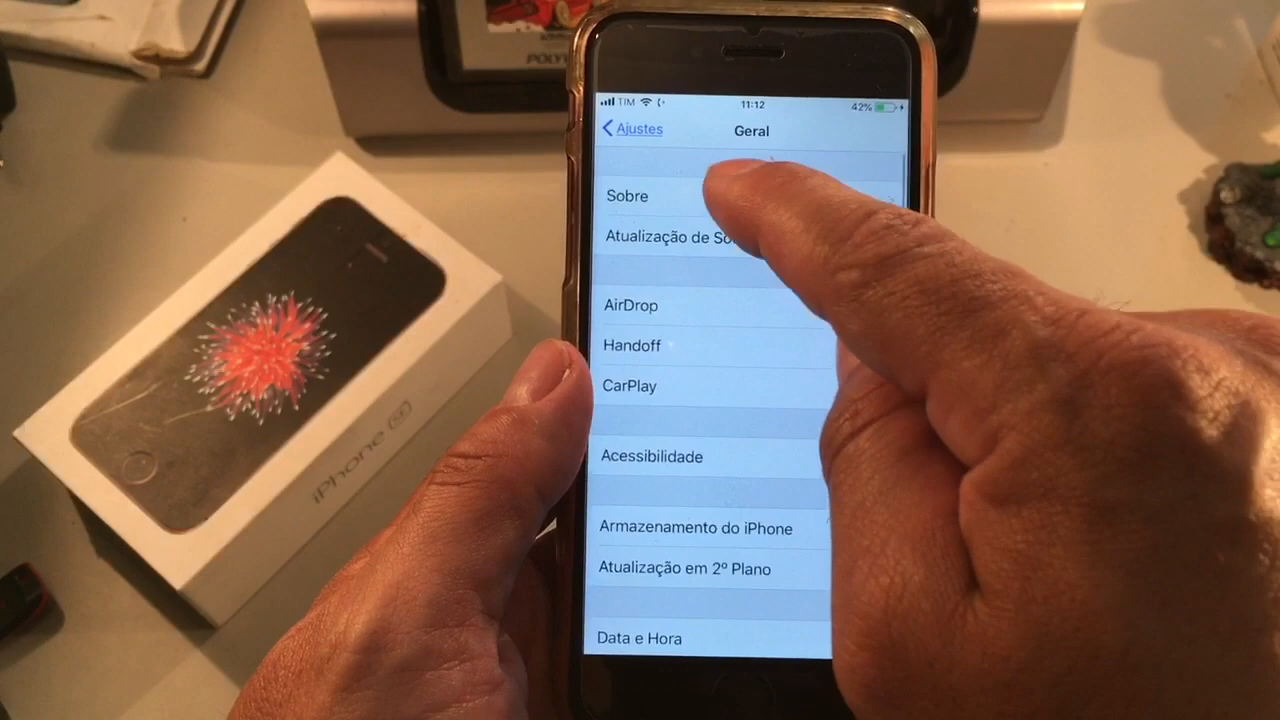 POLY
TIM
11:12
42%
Ajustes
Geral
Sobre
Atualização de So
AirDrop
Handoff
CarPlay
Acessibilidade
Armazenamento do iPhone
Atualização em 2º Plano
Data e Hora
iPhone SE